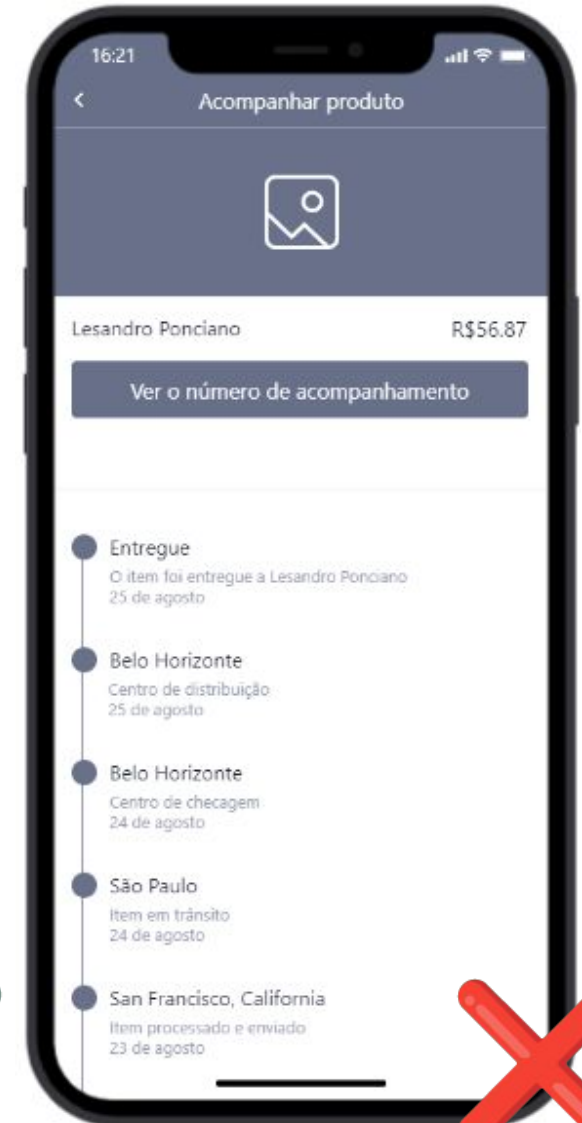 16:21
Acompanhar produto
Lesandro Ponciano R$56.87
Ver o número de acompanhamento
Entregue
O item foi entregue a Lesandro Ponciano
25 de agosto
Belo Horizonte
Centro de distribuição
25 de agosto
Belo Horizonte
Centro de checagem
24 de agosto
São Paulo
Item em trânsito
24 de agosto
San Francisco, California
Item processado e enviado
23 de agosto